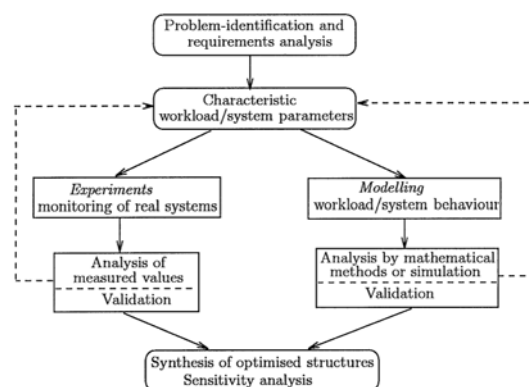 Problem-identification and
requirements analysis
Characteristic
workload/system parameters
Experiments
monitoring of real systems
Modelling
workload/system behaviour
Analysis of
measured values
Validation
Analysis by mathematical
methods or simulation
Validation
Synthesis of optimised structures
Sensitivity analysis